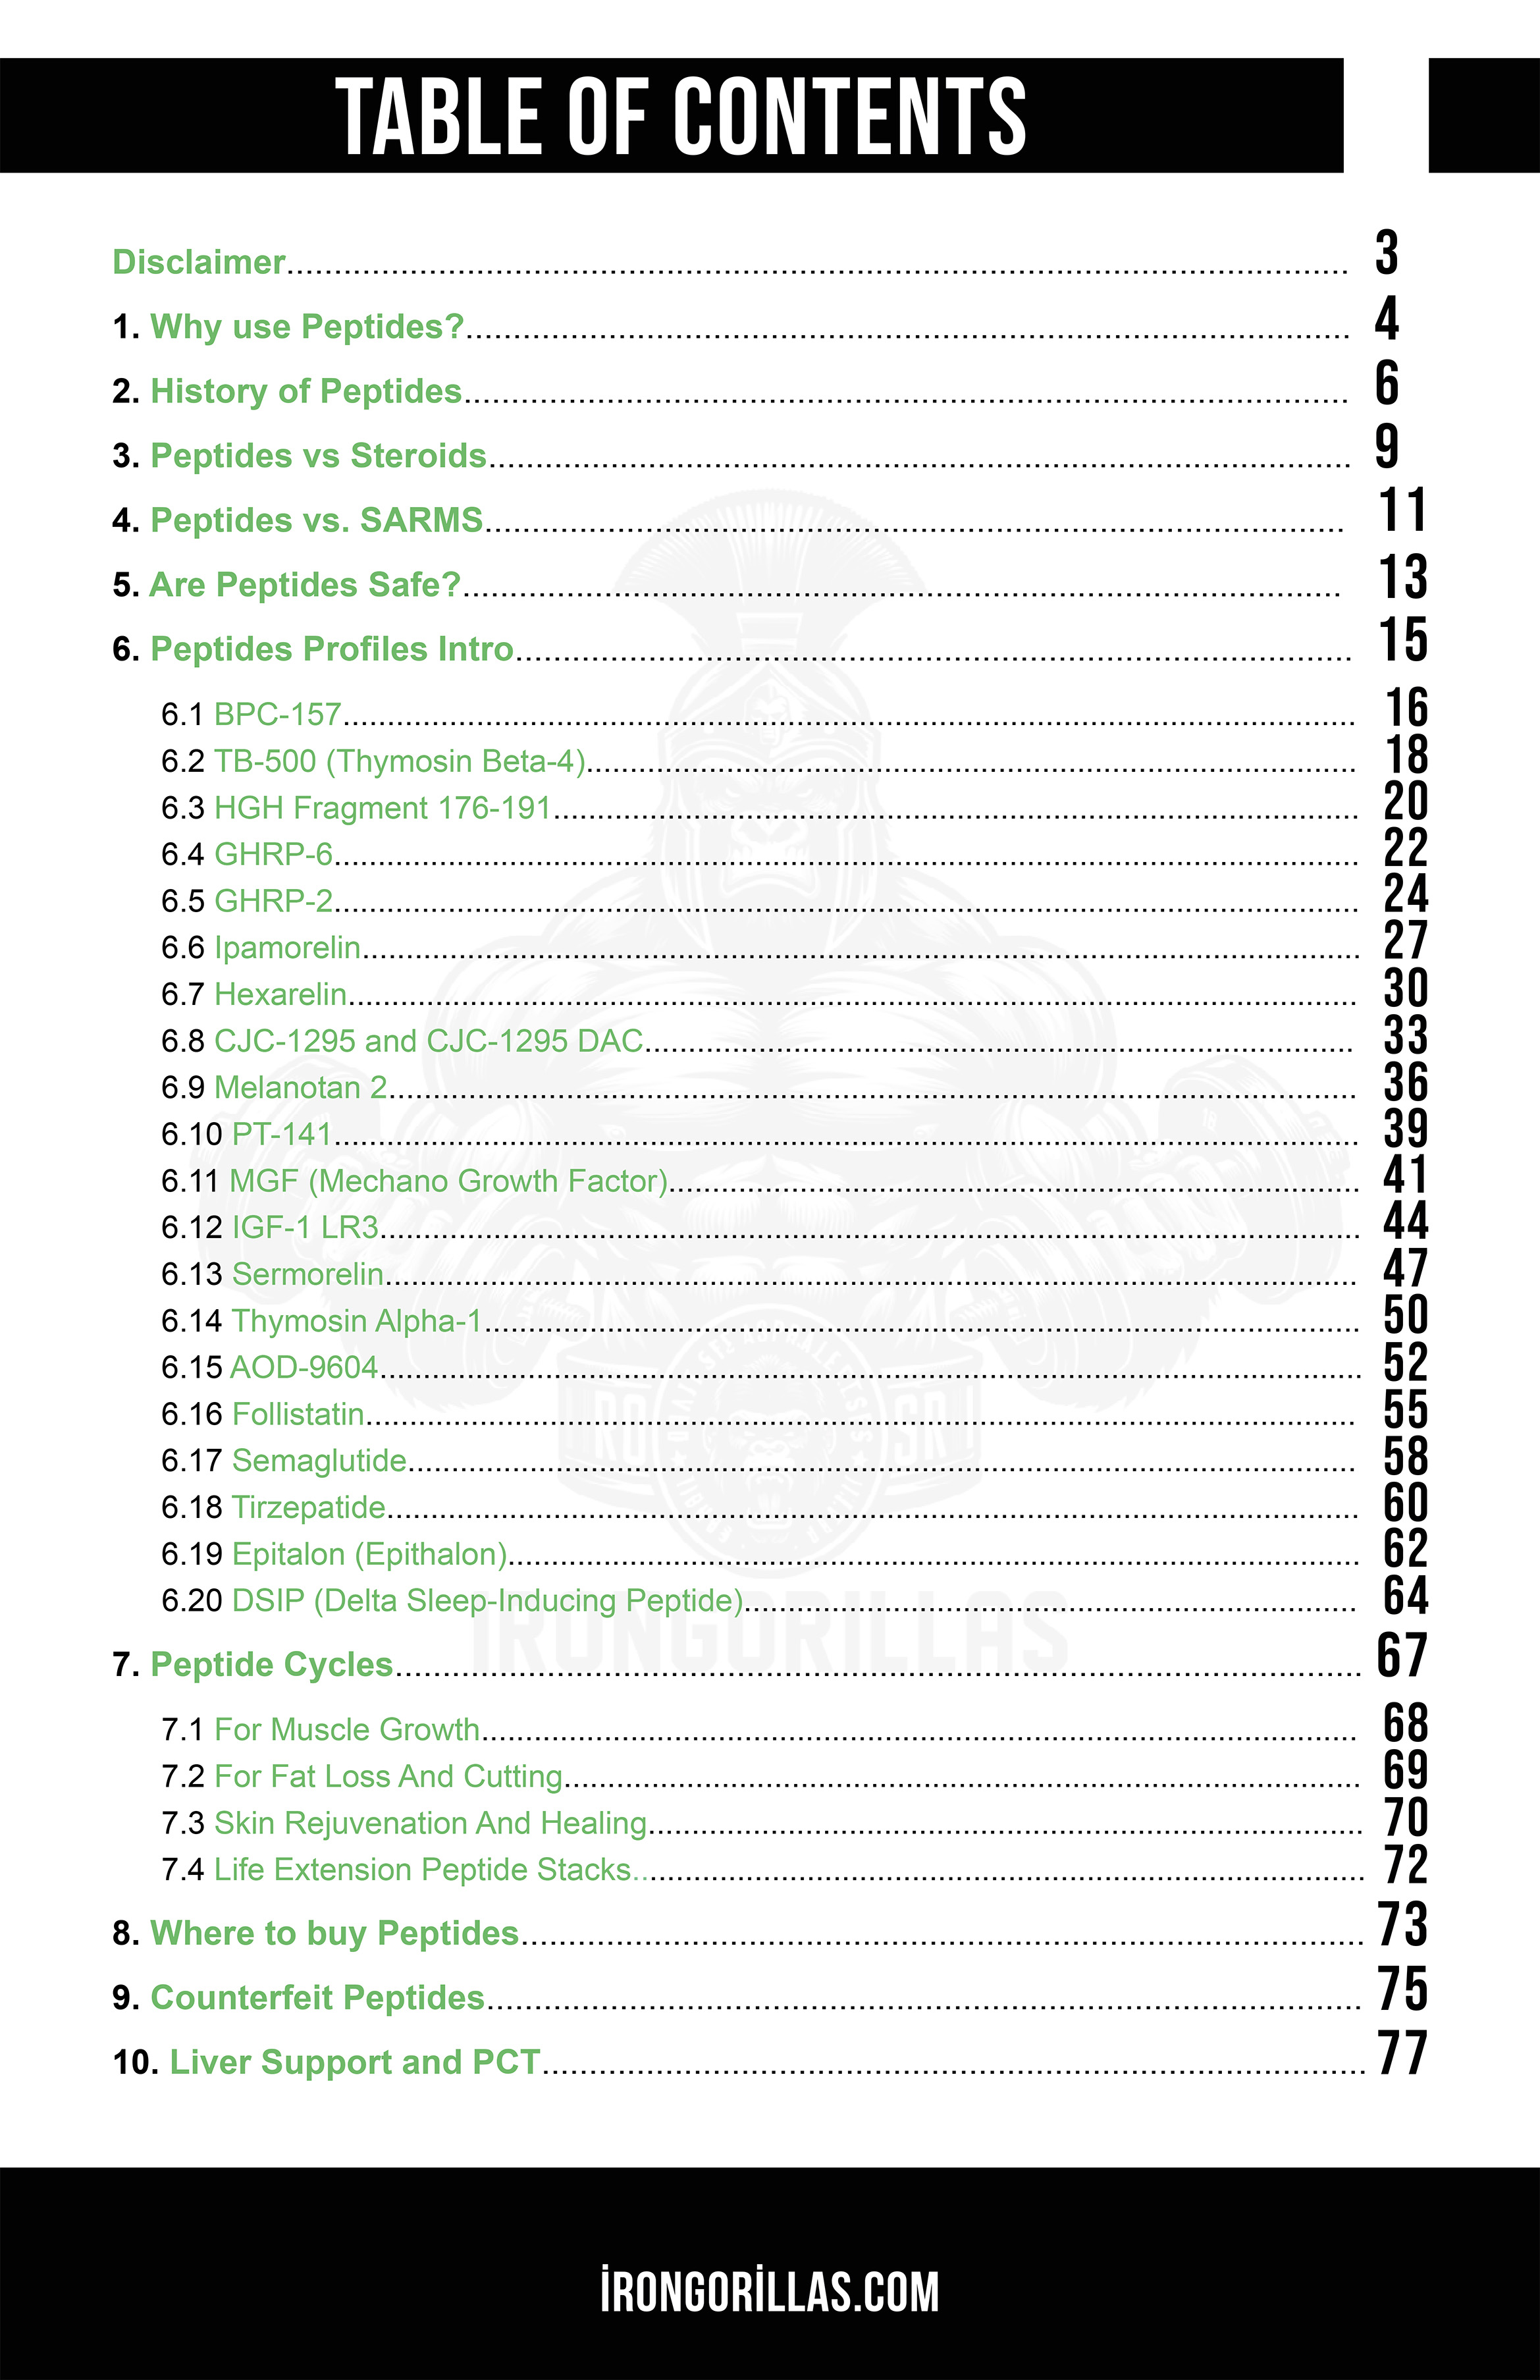 TABLE OF CONTENTS
Disclaimer........................................ 3
1. Why use Peptides?........................................ 4
2. History of Peptides........................................ 6
3. Peptides vs Steroids........................................ 9
4. Peptides vs. SARMS........................................ 11
5. Are Peptides Safe?........................................ 13
6. Peptides Profiles Intro........................................ 15
6.1 BPC-157........................................ 16
6.2 TB-500 (Thymosin Beta-4)........................................ 18
6.3 HGH Fragment 176-191........................................ 20
6.4 GHRP-6........................................ 22
6.5 GHRP-2........................................ 24
6.6 Ipamorelin........................................ 27
6.7 Hexarelin........................................ 30
6.8 CJC-1295 and CJC-1295 DAC........................................ 33
6.9 Melanotan 2........................................ 36
6.10 PT-141........................................ 39
6.11 MGF (Mechano Growth Factor)........................................ 41
6.12 IGF-1 LR3........................................ 44
6.13 Sermorelin........................................ 47
6.14 Thymosin Alpha-1........................................ 50
6.15 AOD-9604........................................ 52
6.16 Follistatin........................................ 55
6.17 Semaglutide........................................ 58
6.18 Tirzepatide........................................ 60
6.19 Epitalon (Epithalon)........................................ 62
6.20 DSIP (Delta Sleep-Inducing Peptide)........................................ 64
IRONGORILLAS
7. Peptide Cycles........................................ 67
7.1 For Muscle Growth........................................ 68
7.2 For Fat Loss And Cutting........................................ 69
7.3 Skin Rejuvenation And Healing........................................ 70
7.4 Life Extension Peptide Stacks........................................ 72
8. Where to buy Peptides........................................ 73
9. Counterfeit Peptides........................................ 75
10. Liver Support and PCT........................................ 77
İRONGORİLLAS.COM